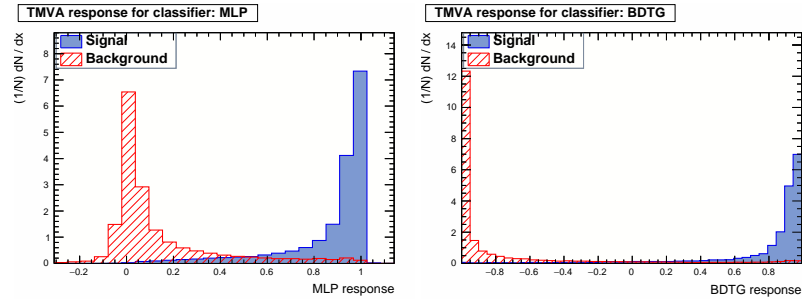 TMVA response for classifier: MLP
Signal
Background
(1/N) dN / dx
8
7
6
5
4
3
2
1
0
−0.2 0 0.2 0.4 0.6 0.8 1
MLP response
TMVA response for classifier: BDTG
Signal
Background
(1/N) dN / dx
14
12
10
8
6
4
2
0
−0.8 −0.6 −0.4 −0.2 0 0.2 0.4 0.6 0.8
BDTG response